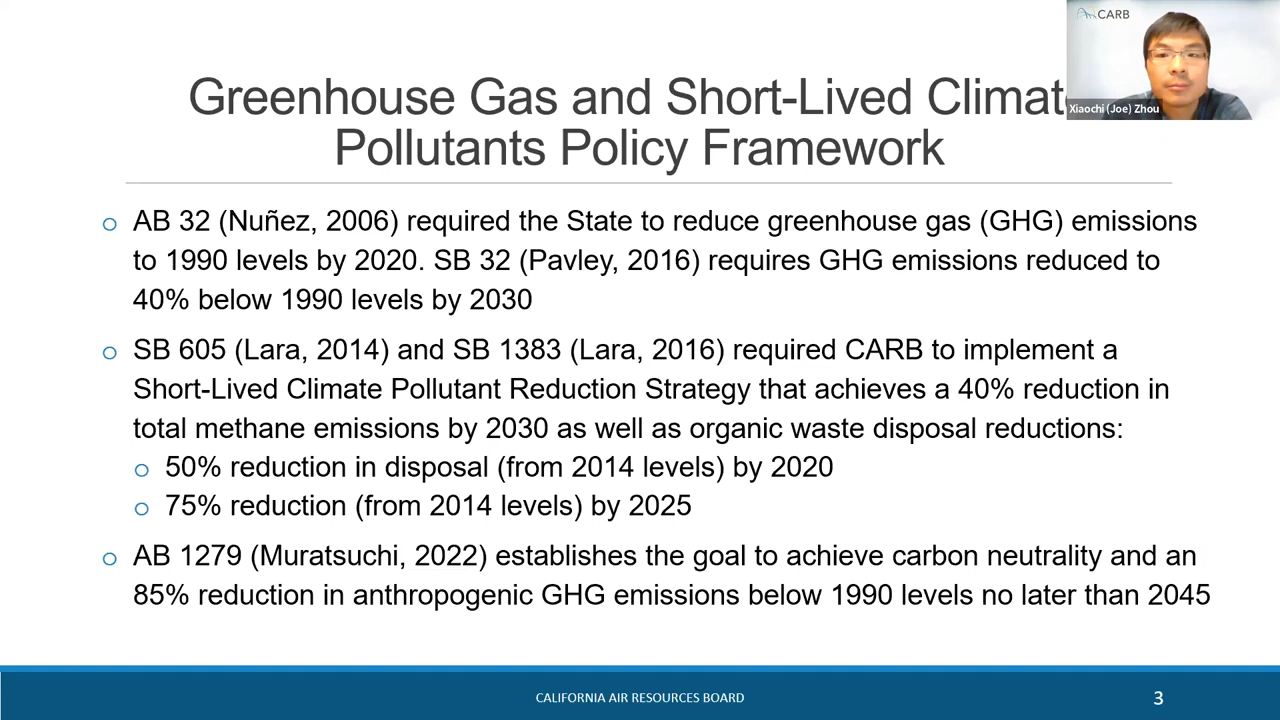 CARB
Xiaochi (Joe) Zhou
Greenhouse Gas and Short-Lived Climat
Pollutants Policy Framework
o AB 32 (Nuñez, 2006) required the State to reduce greenhouse gas (GHG) emissions
to 1990 levels by 2020. SB 32 (Pavley, 2016) requires GHG emissions reduced to
40% below 1990 levels by 2030
o SB 605 (Lara, 2014) and SB 1383 (Lara, 2016) required CARB to implement a
Short-Lived Climate Pollutant Reduction Strategy that achieves a 40% reduction in
total methane emissions by 2030 as well as organic waste disposal reductions:
o 50% reduction in disposal (from 2014 levels) by 2020
o 75% reduction (from 2014 levels) by 2025
o AB 1279 (Muratsuchi, 2022) establishes the goal to achieve carbon neutrality and an
85% reduction in anthropogenic GHG emissions below 1990 levels no later than 2045
CALIFORNIA AIR RESOURCES BOARD
3